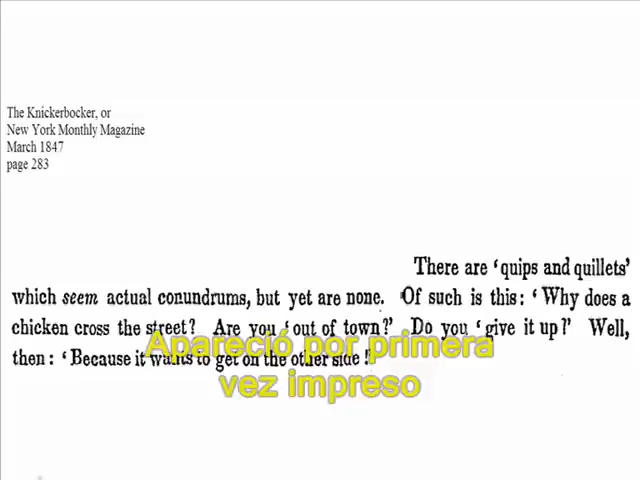 The Knickerbocker, or
New York Monthly Magazine
March 1847
page 283
There are 'quips and quillets'
which seem actual conundrums, but yet are none. Of such is this: 'Why does a
chicken cross the street? Are you 'out of town?' Do you 'give it up?' Well,
then: 'Because it wants to get on the other side!'
Apareció por primera
vez impreso